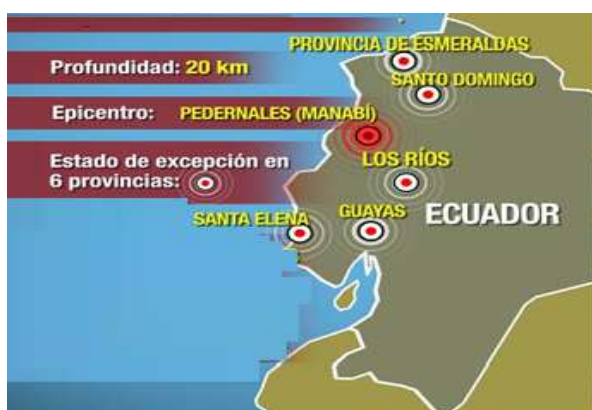 PROVINCIA DE ESMERALDAS
Profundidad: 20 km
SANTO DOMINGO
Epicentro: PEDERNALES (MANABÍ)
Estado de excepción en
6 provincias:
LOS RÍOS
SANTA ELENA
GUAYAS
ECUADOR